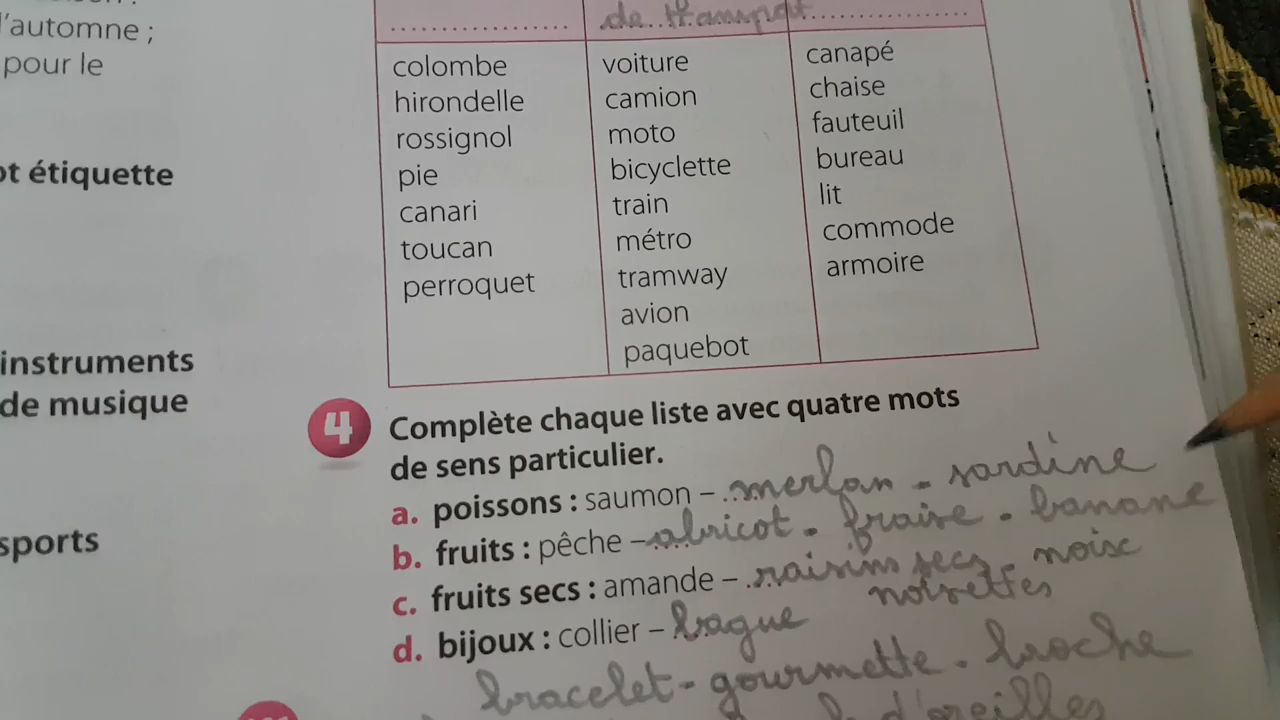 l'automne ;
pour le
ot étiquette
instruments
de musique
sports
de transport
colombe
hirondelle
rossignol
pie
canari
toucan
perroquet
voiture
camion
moto
bicyclette
train
métro
tramway
avion
paquebot
canapé
chaise
fauteuil
bureau
lit
commode
armoire
4 Complète chaque liste avec quatre mots
de sens particulier.
a. poissons : saumon – merlan - sardine
b. fruits : pêche – abricot - fraise - banane
c. fruits secs : amande – raisins secs - noix
noisettes
d. bijoux : collier – bague
bracelet - gourmette - broche
d'oreilles